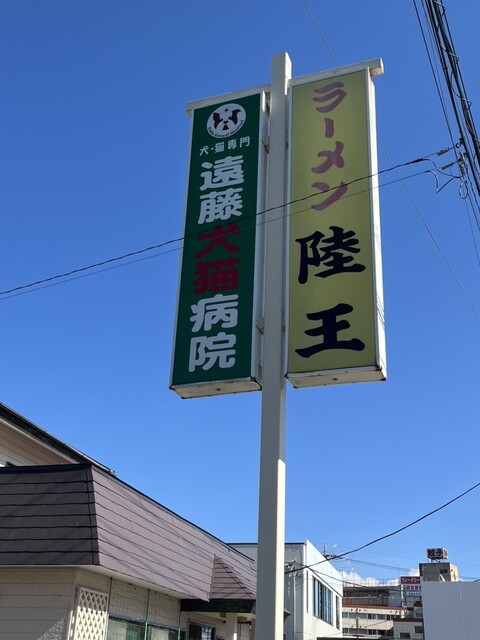 犬・猫専門
遠藤犬猫病院
ラーメン
陸王